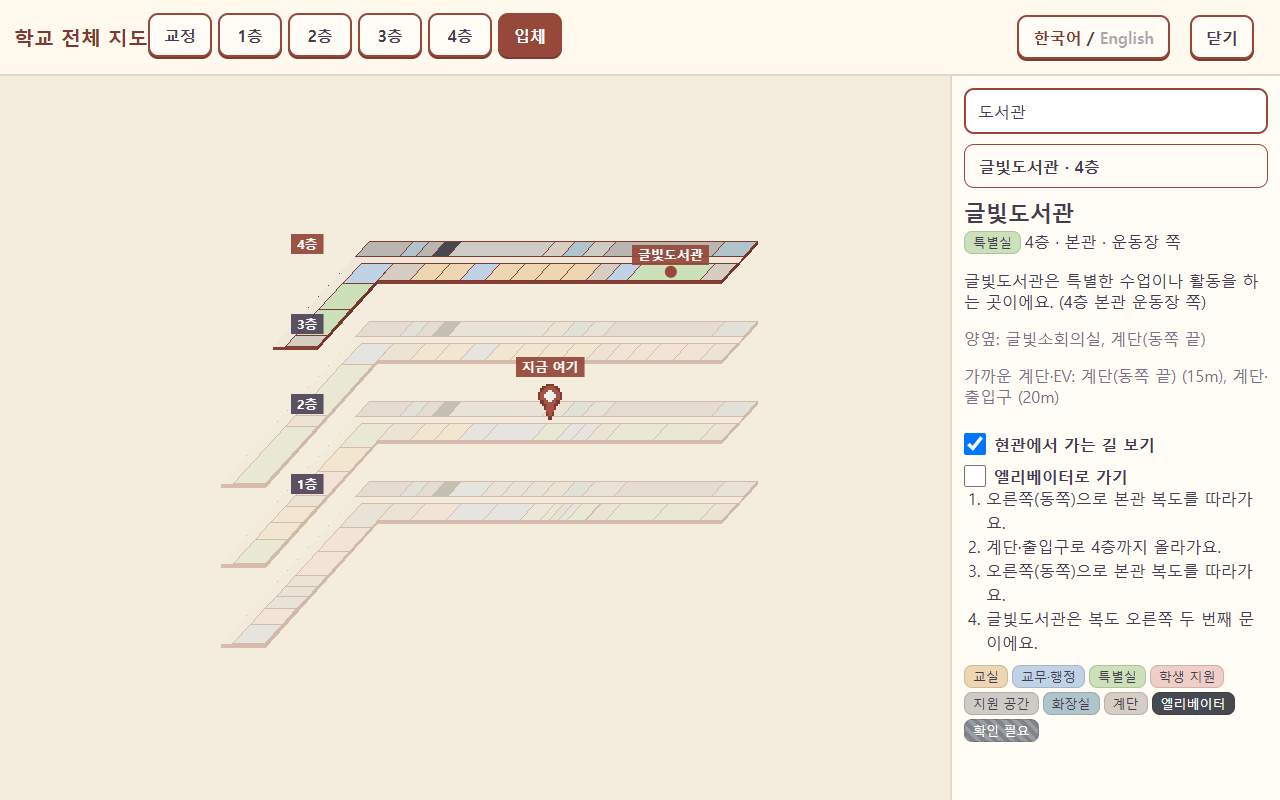 학교 전체 지도
교정
1층
2층
3층
4층
입체
한국어 / English
닫기
4층
글빛도서관
3층
지금 여기
2층
1층
도서관
글빛도서관 · 4층
글빛도서관
특별실 4층 · 본관 · 운동장 쪽
글빛도서관은 특별한 수업이나 활동을 하
는 곳이에요. (4층 본관 운동장 쪽)
양옆: 글빛소회의실, 계단(동쪽 끝)
가까운 계단·EV: 계단(동쪽 끝) (15m), 계단·
출입구 (20m)
현관에서 가는 길 보기
엘리베이터로 가기
1. 오른쪽(동쪽)으로 본관 복도를 따라가
요.
2. 계단·출입구로 4층까지 올라가요.
3. 오른쪽(동쪽)으로 본관 복도를 따라가
요.
4. 글빛도서관은 복도 오른쪽 두 번째 문
이에요.
교실 교무·행정 특별실 학생 지원
지원 공간 화장실 계단 엘리베이터
확인 필요